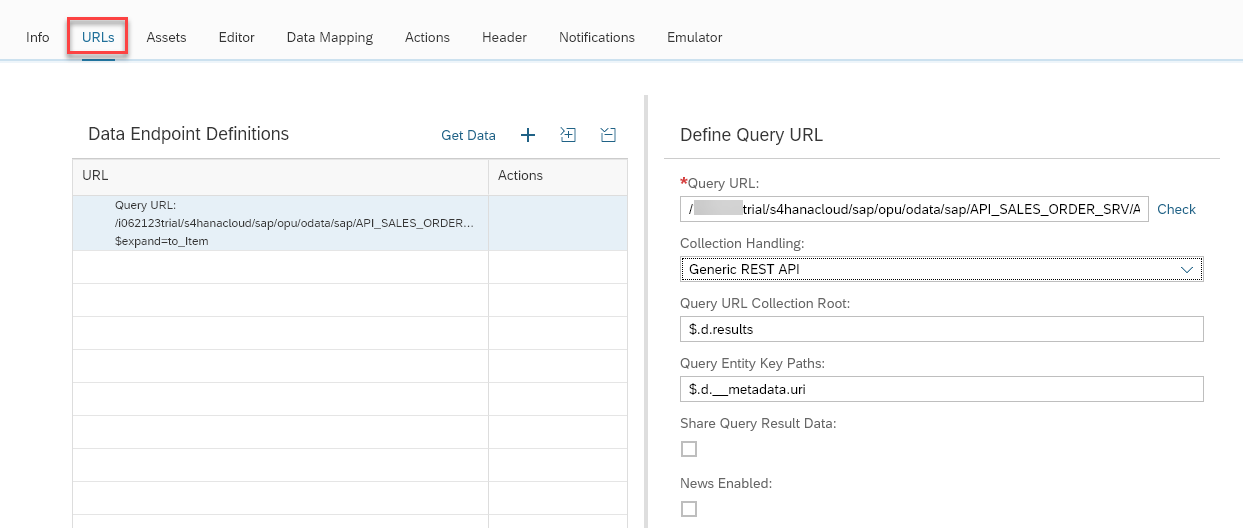 Info URLs Assets Editor Data Mapping Actions Header Notifications Emulator
Data Endpoint Definitions Get Data
URL Actions
Query URL:
/i062123trial/s4hanacloud/sap/opu/odata/sap/API_SALES_ORDER...
$expand=to_Item
Define Query URL
*Query URL:
/ trial/s4hanacloud/sap/opu/odata/sap/API_SALES_ORDER_SRV/A Check
Collection Handling:
Generic REST API
Query URL Collection Root:
$.d.results
Query Entity Key Paths:
$.d.__metadata.uri
Share Query Result Data:
News Enabled: